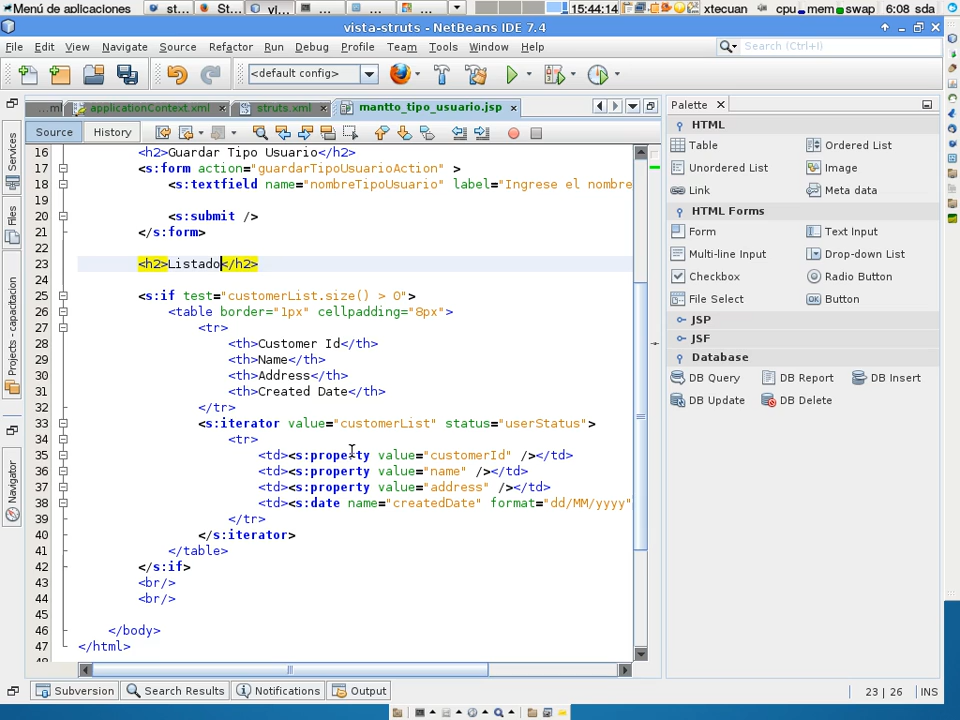 Menú de aplicaciones
st...
St...
vi...
...
...
...
...
15:44:14
xtecuan
cpu
mem
swap
6:08
sda
vista-struts - NetBeans IDE 7.4
File Edit View Navigate Source Refactor Run Debug Profile Team Tools Window Help
Search (Ctrl+I)
<default config>
...ml
applicationContext.xml
struts.xml
mantto_tipo_usuario.jsp
Palette
Source
History
Services
Files
Projects - capacitacion
Navigator
16 <h2>Guardar Tipo Usuario</h2>
17 <s:form action="guardarTipoUsuarioAction" >
18 <s:textfield name="nombreTipoUsuario" label="Ingrese el nombre
19
20 <s:submit />
21 </s:form>
22
23 <h2>Listado</h2>
24
25 <s:if test="customerList.size() > 0">
26 <table border="1px" cellpadding="8px">
27 <tr>
28 <th>Customer Id</th>
29 <th>Name</th>
30 <th>Address</th>
31 <th>Created Date</th>
32 </tr>
33 <s:iterator value="customerList" status="userStatus">
34 <tr>
35 <td><s:property value="customerId" /></td>
36 <td><s:property value="name" /></td>
37 <td><s:property value="address" /></td>
38 <td><s:date name="createdDate" format="dd/MM/yyyy"
39 </tr>
40 </s:iterator>
41 </table>
42 </s:if>
43 <br/>
44 <br/>
45
46 </body>
47 </html>
HTML
Table
Ordered List
Unordered List
Image
Link
Meta data
HTML Forms
Form
Text Input
Multi-line Input
Drop-down List
Checkbox
Radio Button
File Select
Button
JSP
JSF
Database
DB Query
DB Report
DB Insert
DB Update
DB Delete
Subversion
Search Results
Notifications
Output
23 | 26
INS